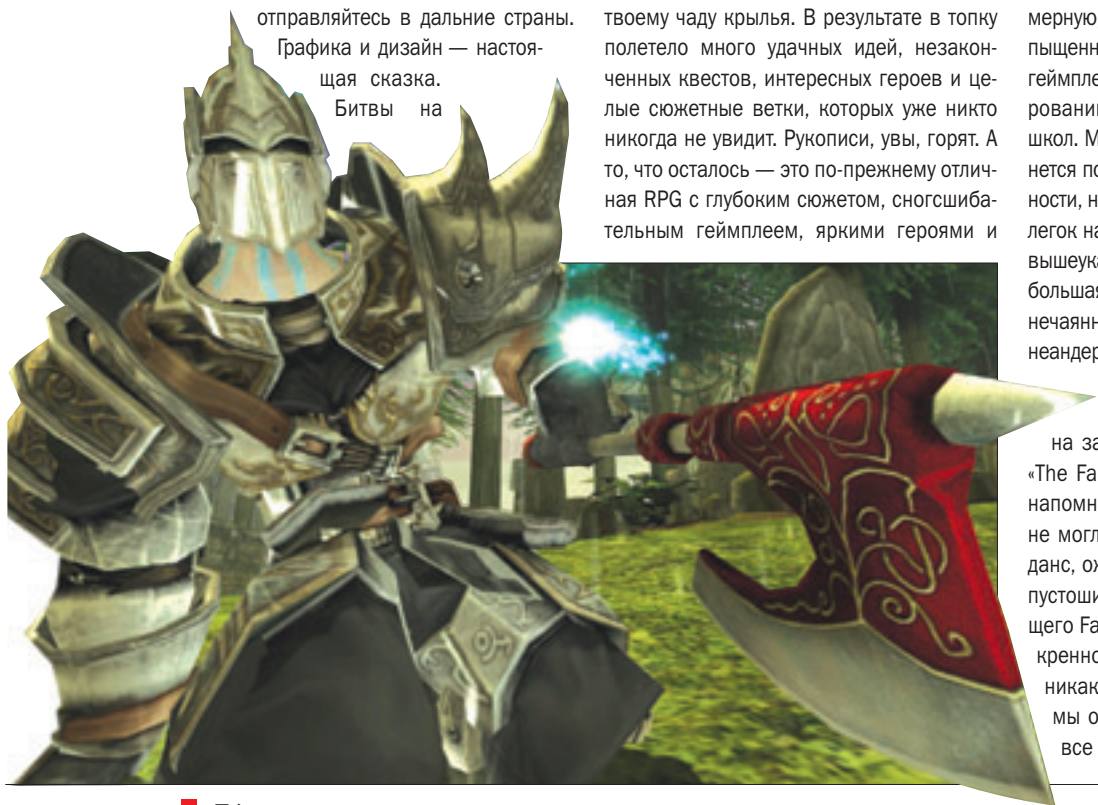 отправляйтесь в дальние страны.
Графика и дизайн — настоя-
щая сказка.
Битвы на
твоему чаду крылья. В результате в топку
полетело много удачных идей, незакон-
ченных квестов, интересных героев и це-
лые сюжетные ветки, которых уже никто
никогда не увидит. Рукописи, увы, горят. А
то, что осталось — это по-прежнему отлич-
ная RPG с глубоким сюжетом, сногсшиба-
тельным геймплеем, яркими героями и
мерную
пыщенн
геймпле
ровани
школ. М
нется по
ности, н
легок на
вышеука
большая
нечаянн
неандер
на за
«The Fa
напомн
не могл
данс, ож
пустоши
щего Fa
кренно
никак
мы о
все